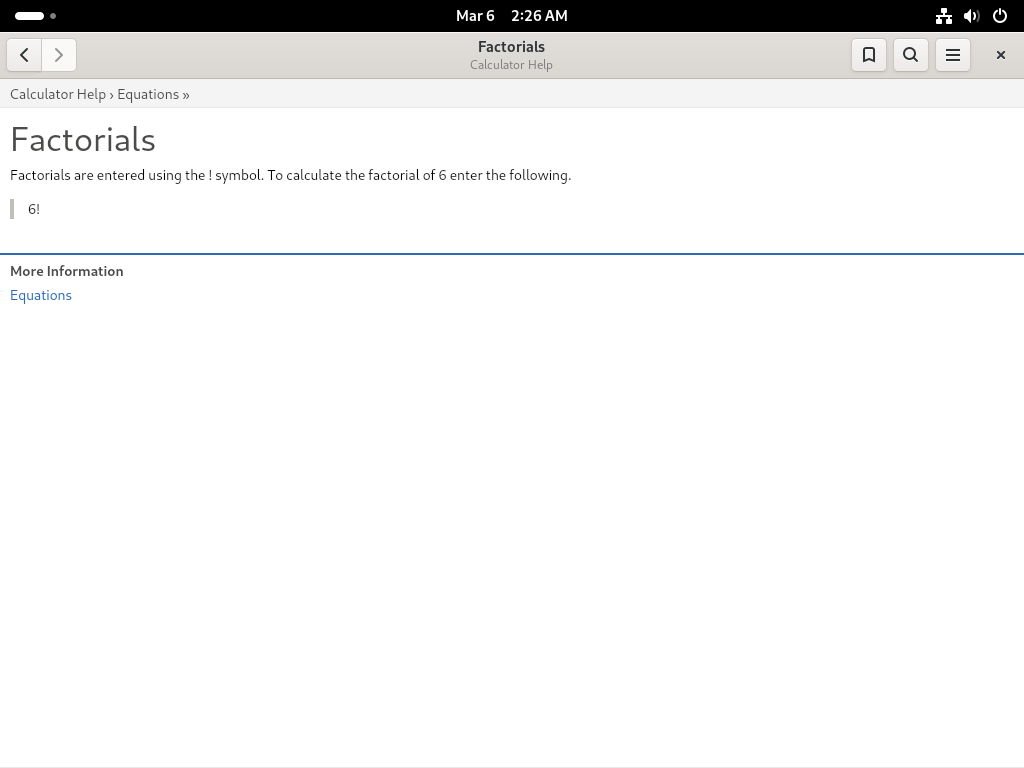 Mar 6 2:26 AM
Factorials
Calculator Help
Calculator Help › Equations »
Factorials
Factorials are entered using the ! symbol. To calculate the factorial of 6 enter the following.
6!
More Information
Equations